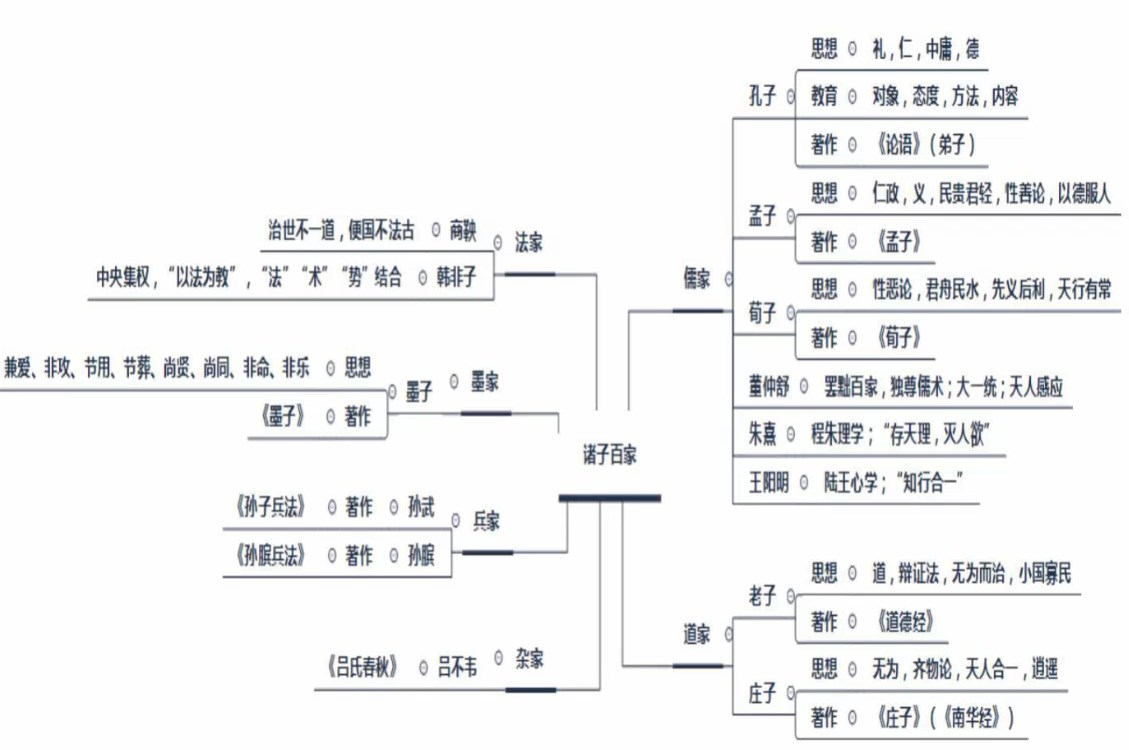 诸子百家
儒家
孔子
思想 礼,仁,中庸,德
教育 对象,态度,方法,内容
著作 《论语》(弟子)
孟子
思想 仁政,义,民贵君轻,性善论,以德服人
著作 《孟子》
荀子
思想 性恶论,君舟民水,先义后利,天行有常
著作 《荀子》
董仲舒 罢黜百家,独尊儒术;大一统;天人感应
朱熹 程朱理学;“存天理,灭人欲”
王阳明 陆王心学;“知行合一”
道家
老子
思想 道,辩证法,无为而治,小国寡民
著作 《道德经》
庄子
思想 无为,齐物论,天人合一,逍遥
著作 《庄子》(《南华经》)
法家
治世不一道,便国不法古 商鞅
中央集权,“以法为教”,“法”“术”“势”结合 韩非子
墨家
墨子
兼爱、非攻、节用、节葬、尚贤、尚同、非命、非乐 思想
《墨子》 著作
兵家
《孙子兵法》 著作 孙武
《孙膑兵法》 著作 孙膑
杂家
《吕氏春秋》 吕不韦